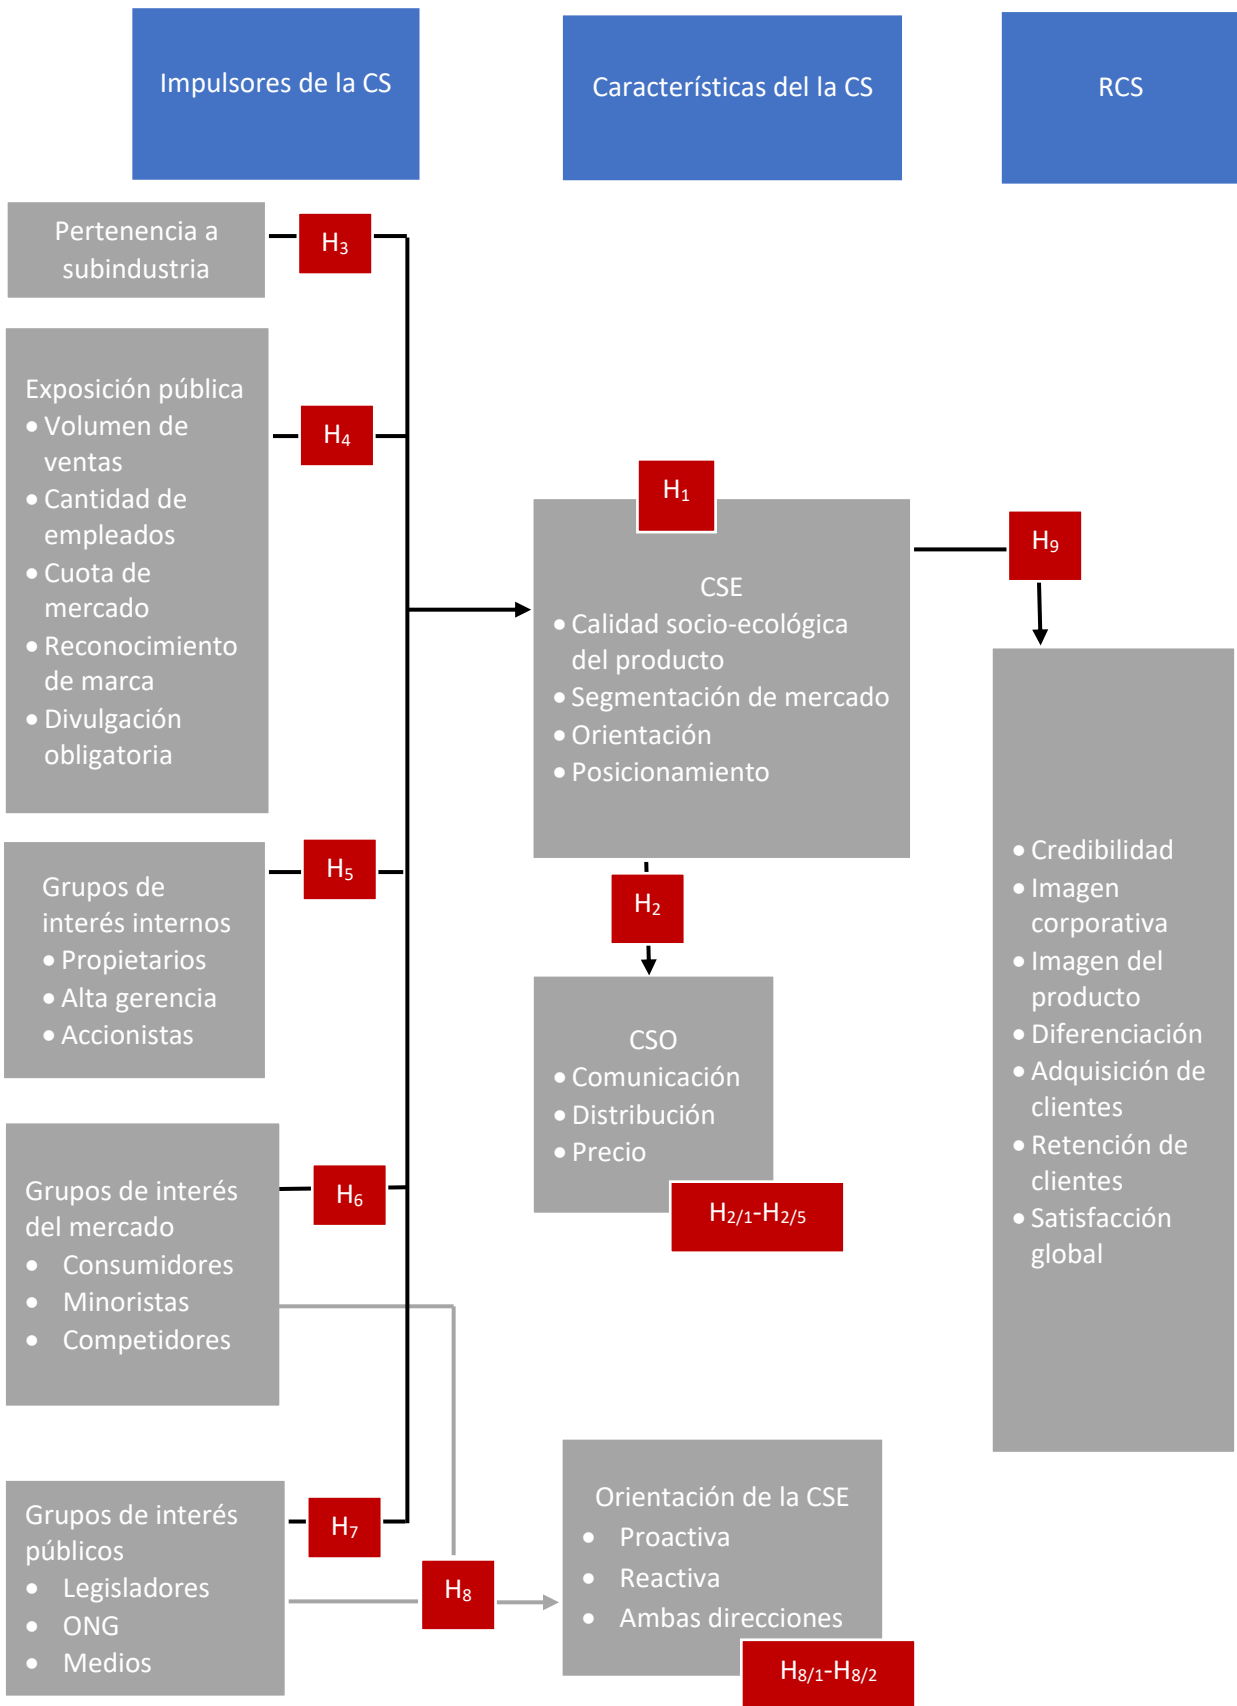 Impulsores de la CS
Características del la CS
RCS
Pertenencia a
subindustria
H₃
Exposición pública
• Volumen de
ventas
• Cantidad de
empleados
• Cuota de
mercado
• Reconocimiento
de marca
• Divulgación
obligatoria
H₄
Grupos de
interés internos
• Propietarios
• Alta gerencia
• Accionistas
H₅
Grupos de interés
del mercado
• Consumidores
• Minoristas
• Competidores
H₆
Grupos de interés
públicos
• Legisladores
• ONG
• Medios
H₇
H₈
H₁
CSE
• Calidad socio-ecológica
del producto
• Segmentación de mercado
• Orientación
• Posicionamiento
H₂
CSO
• Comunicación
• Distribución
• Precio
H₂/₁-H₂/₅
Orientación de la CSE
• Proactiva
• Reactiva
• Ambas direcciones
H₈/₁-H₈/₂
H₉
• Credibilidad
• Imagen
corporativa
• Imagen del
producto
• Diferenciación
• Adquisición de
clientes
• Retención de
clientes
• Satisfacción
global